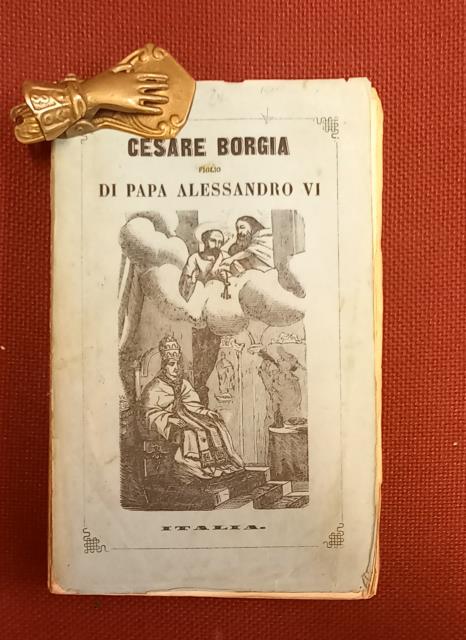 CESARE BORGIA
FIGLIO
DI PAPA ALESSANDRO VI
ITALIA.